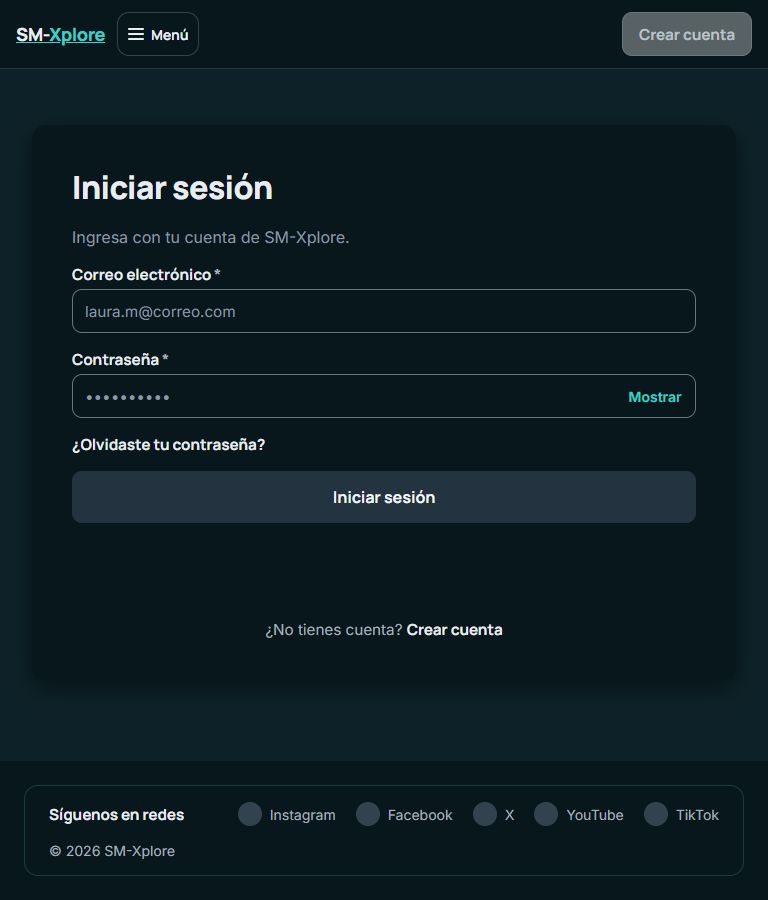 SM-Xplore
Menú
Crear cuenta
Iniciar sesión
Ingresa con tu cuenta de SM-Xplore.
Correo electrónico *
laura.m@correo.com
Contraseña *
••••••••••
Mostrar
¿Olvidaste tu contraseña?
Iniciar sesión
¿No tienes cuenta? Crear cuenta
Síguenos en redes
Instagram
Facebook
X
YouTube
TikTok
© 2026 SM-Xplore